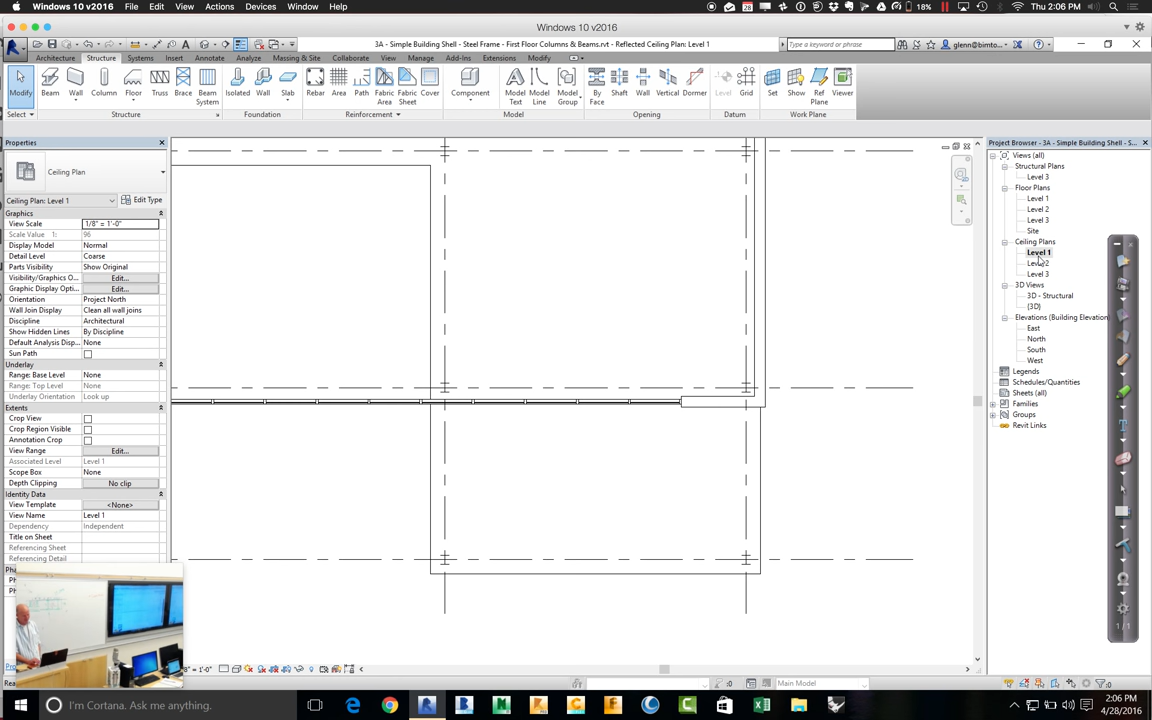 Windows 10 v2016 File Edit View Actions Devices Window Help 28 18% Thu 2:06 PM
Windows 10 v2016
3A - Simple Building Shell - Steel Frame - First Floor Columns & Beams.rvt - Reflected Ceiling Plan: Level 1
Type a keyword or phrase
glenn@bimto...
Architecture Structure Systems Insert Annotate Analyze Massing & Site Collaborate View Manage Add-Ins Extensions Modify
Modify Beam Wall Column Floor Truss Brace Beam System Isolated Wall Slab Rebar Area Path Fabric Area Fabric Sheet Cover Component Model Text Model Line Model Group By Face Shaft Wall Vertical Dormer Level Grid Set Show Ref Plane Viewer
Select Structure Foundation Reinforcement Model Opening Datum Work Plane
Properties
Ceiling Plan
Ceiling Plan: Level 1 Edit Type
Graphics
View Scale 1/8" = 1'-0"
Scale Value 1: 96
Display Model Normal
Detail Level Coarse
Parts Visibility Show Original
Visibility/Graphics O... Edit...
Graphic Display Opti... Edit...
Orientation Project North
Wall Join Display Clean all wall joins
Discipline Architectural
Show Hidden Lines By Discipline
Default Analysis Disp... None
Sun Path
Underlay
Range: Base Level None
Range: Top Level None
Underlay Orientation Look up
Extents
Crop View
Crop Region Visible
Annotation Crop
View Range Edit...
Associated Level Level 1
Scope Box None
Depth Clipping No clip
Identity Data
View Template <None>
View Name Level 1
Dependency Independent
Title on Sheet
Referencing Sheet
Referencing Detail
Project Browser - 3A - Simple Building Shell - S...
Views (all)
Structural Plans
Level 3
Floor Plans
Level 1
Level 2
Level 3
Site
Ceiling Plans
Level 1
Level 2
Level 3
3D Views
3D - Structural
{3D}
Elevations (Building Elevation
East
North
South
West
Legends
Schedules/Quantities
Sheets (all)
Families
Groups
Revit Links
1/1
1/8" = 1'-0"
:0 Main Model :0
I'm Cortana. Ask me anything.
2:06 PM
4/28/2016